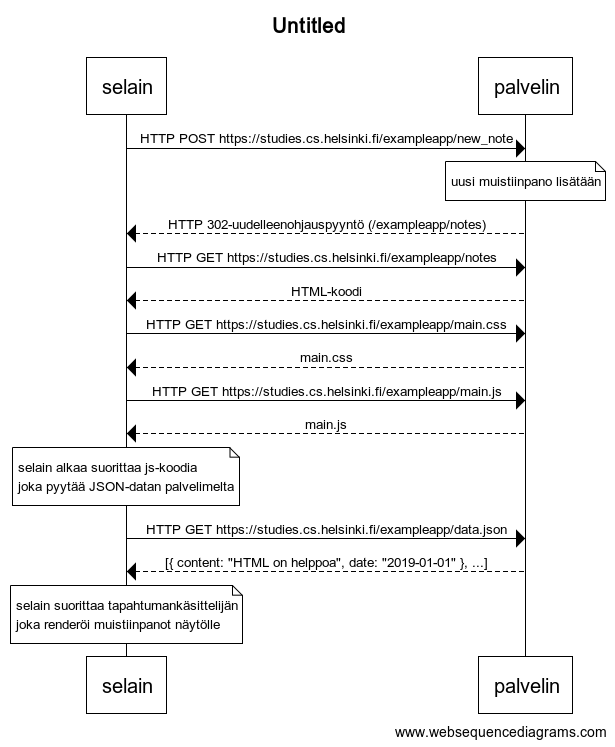 Untitled
selain
palvelin
HTTP POST https://studies.cs.helsinki.fi/exampleapp/new_note
uusi muistiinpano lisätään
HTTP 302-uudelleenohjauspyyntö (/exampleapp/notes)
HTTP GET https://studies.cs.helsinki.fi/exampleapp/notes
HTML-koodi
HTTP GET https://studies.cs.helsinki.fi/exampleapp/main.css
main.css
HTTP GET https://studies.cs.helsinki.fi/exampleapp/main.js
main.js
selain alkaa suorittaa js-koodia
joka pyytää JSON-datan palvelimelta
HTTP GET https://studies.cs.helsinki.fi/exampleapp/data.json
[{ content: "HTML on helppoa", date: "2019-01-01" }, ...]
selain suorittaa tapahtumankäsittelijän
joka renderöi muistiinpanot näytölle
selain
palvelin
www.websequencediagrams.com